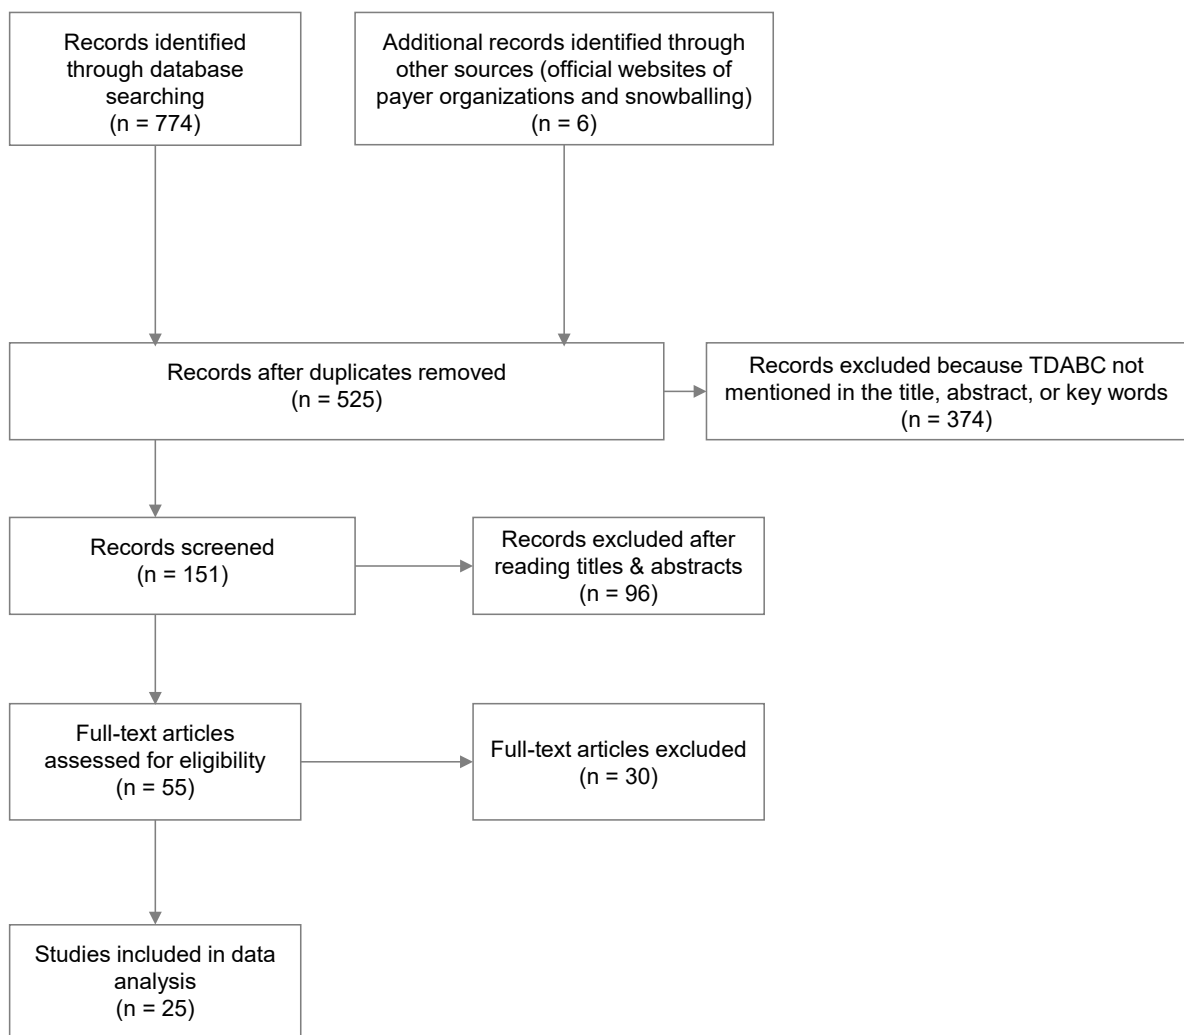 Records identified
through database
searching
(n = 774)
Additional records identified through
other sources (official websites of
payer organizations and snowballing)
(n = 6)
Records after duplicates removed
(n = 525)
Records excluded because TDABC not
mentioned in the title, abstract, or key words
(n = 374)
Records screened
(n = 151)
Records excluded after
reading titles & abstracts
(n = 96)
Full-text articles
assessed for eligibility
(n = 55)
Full-text articles excluded
(n = 30)
Studies included in data
analysis
(n = 25)